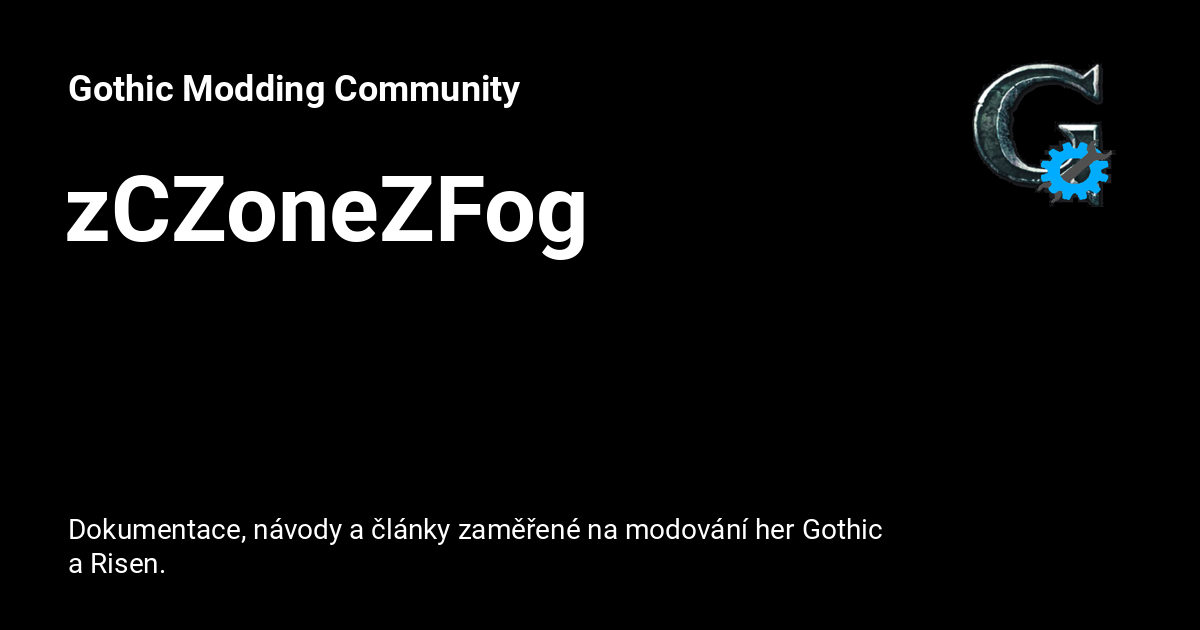 Gothic Modding Community
zCZoneZFog
Dokumentace, návody a články zaměřené na modování her Gothic
a Risen.